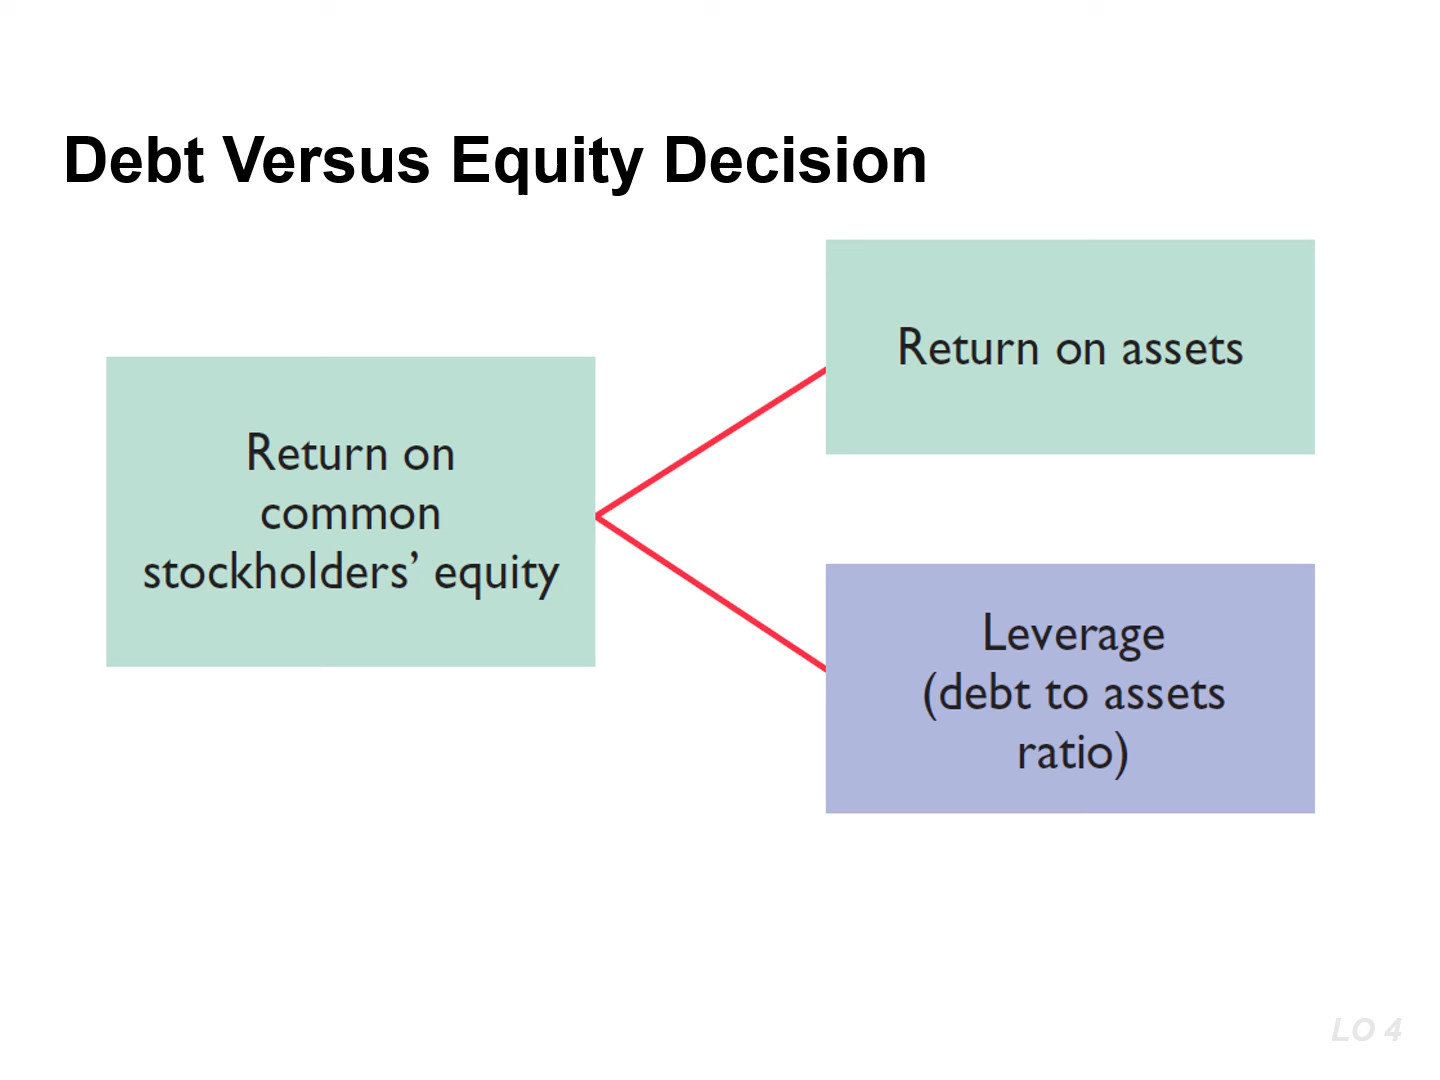 Debt Versus Equity Decision
Return on assets
Return on
common
stockholders’ equity
Leverage
(debt to assets
ratio)
LO 4